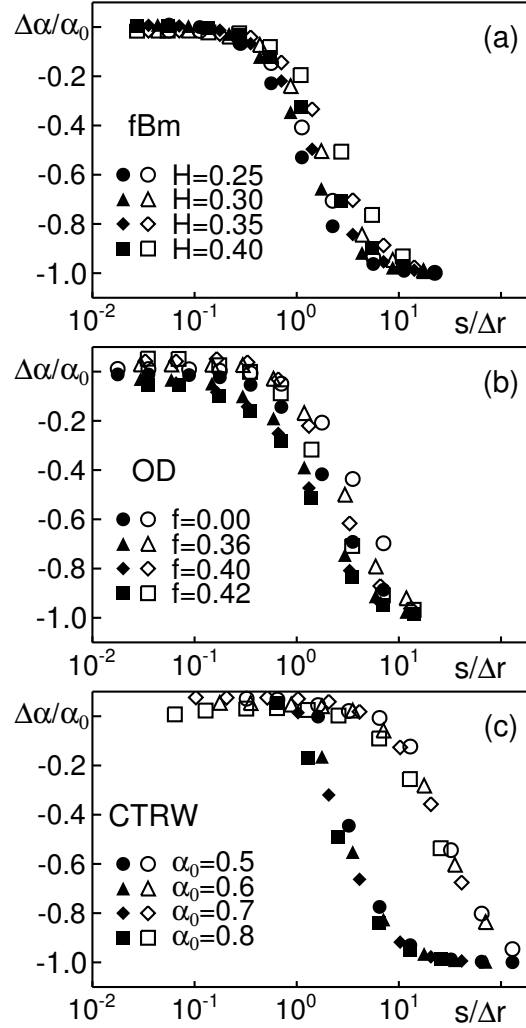 Δα/α₀
(a)
-0.2
-0.4
fBm
-0.6
H=0.25
H=0.30
-0.8
H=0.35
H=0.40
-1.0
10⁻² 10⁻¹ 10⁰ 10¹ s/Δr
Δα/α₀
(b)
-0.2
-0.4
OD
-0.6
f=0.00
f=0.36
-0.8
f=0.40
f=0.42
-1.0
10⁻² 10⁻¹ 10⁰ 10¹ s/Δr
Δα/α₀
(c)
-0.2
-0.4
CTRW
-0.6
α₀=0.5
α₀=0.6
-0.8
α₀=0.7
α₀=0.8
-1.0
10⁻² 10⁻¹ 10⁰ 10¹ s/Δr